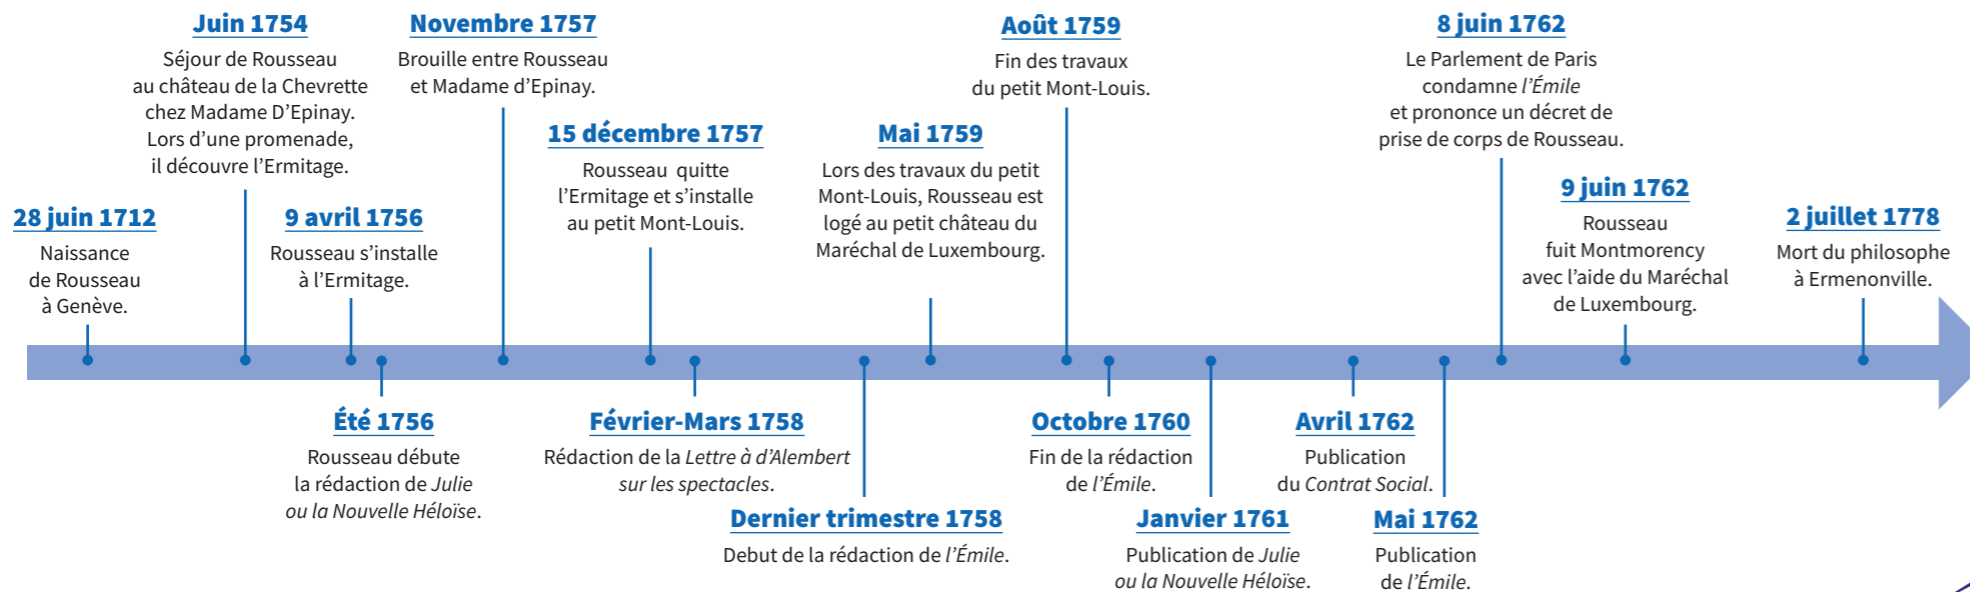 28 juin 1712
Naissance
de Rousseau
à Genève.
Juin 1754
Séjour de Rousseau
au château de la Chevrette
chez Madame D’Epinay.
Lors d’une promenade,
il découvre l’Ermitage.
9 avril 1756
Rousseau s’installe
à l’Ermitage.
Été 1756
Rousseau débute
la rédaction de Julie
ou la Nouvelle Héloïse.
Novembre 1757
Brouille entre Rousseau
et Madame d’Epinay.
15 décembre 1757
Rousseau quitte
l’Ermitage et s’installe
au petit Mont-Louis.
Février-Mars 1758
Rédaction de la Lettre à d’Alembert
sur les spectacles.
Dernier trimestre 1758
Debut de la rédaction de l’Émile.
Mai 1759
Lors des travaux du petit
Mont-Louis, Rousseau est
logé au petit château du
Maréchal de Luxembourg.
Août 1759
Fin des travaux
du petit Mont-Louis.
Octobre 1760
Fin de la rédaction
de l’Émile.
Janvier 1761
Publication de Julie
ou la Nouvelle Héloïse.
Avril 1762
Publication
du Contrat Social.
Mai 1762
Publication
de l’Émile.
8 juin 1762
Le Parlement de Paris
condamne l’Émile
et prononce un décret de
prise de corps de Rousseau.
9 juin 1762
Rousseau
fuit Montmorency
avec l’aide du Maréchal
de Luxembourg.
2 juillet 1778
Mort du philosophe
à Ermenonville.